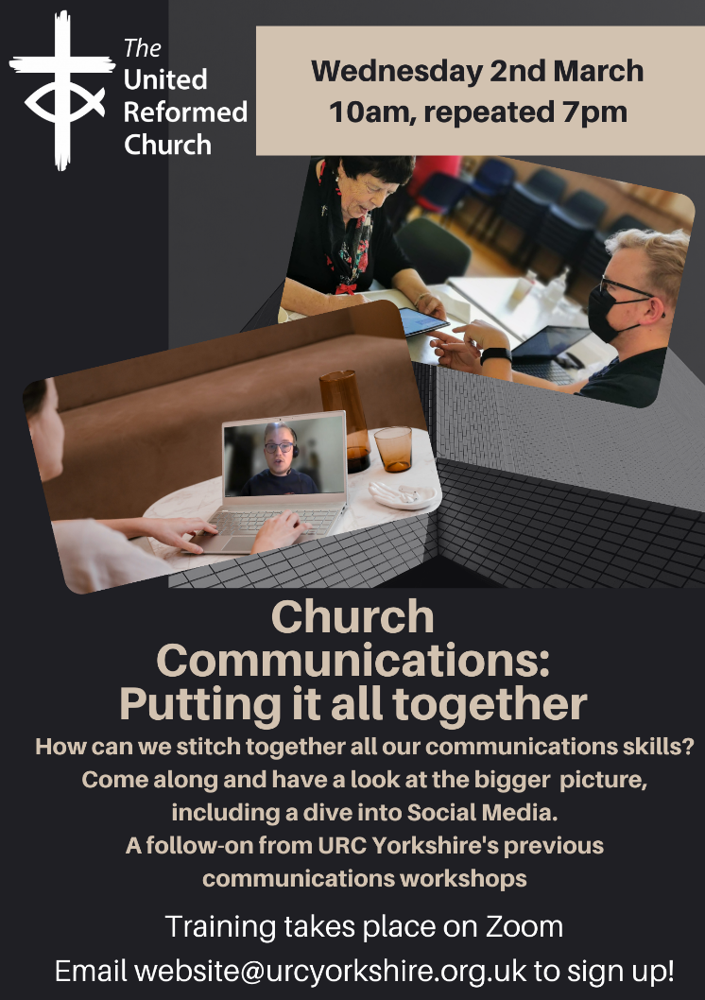 The
United
Reformed
Church
Wednesday 2nd March
10am, repeated 7pm
Church
Communications:
Putting it all together
How can we stitch together all our communications skills?
Come along and have a look at the bigger picture,
including a dive into Social Media.
A follow-on from URC Yorkshire's previous
communications workshops
Training takes place on Zoom
Email website@urcyorkshire.org.uk to sign up!